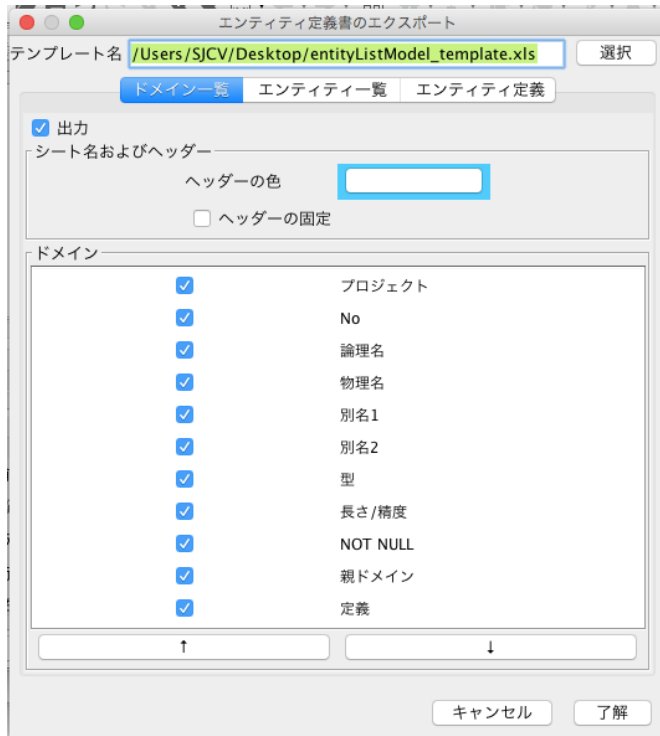 エンティティ定義書のエクスポート
テンプレート名 /Users/SJCV/Desktop/entityListModel_template.xls 選択
ドメイン一覧 エンティティ一覧 エンティティ定義
出力
シート名およびヘッダー
ヘッダーの色
ヘッダーの固定
ドメイン
プロジェクト
No
論理名
物理名
別名1
別名2
型
長さ/精度
NOT NULL
親ドメイン
定義
↑ ↓
キャンセル 了解